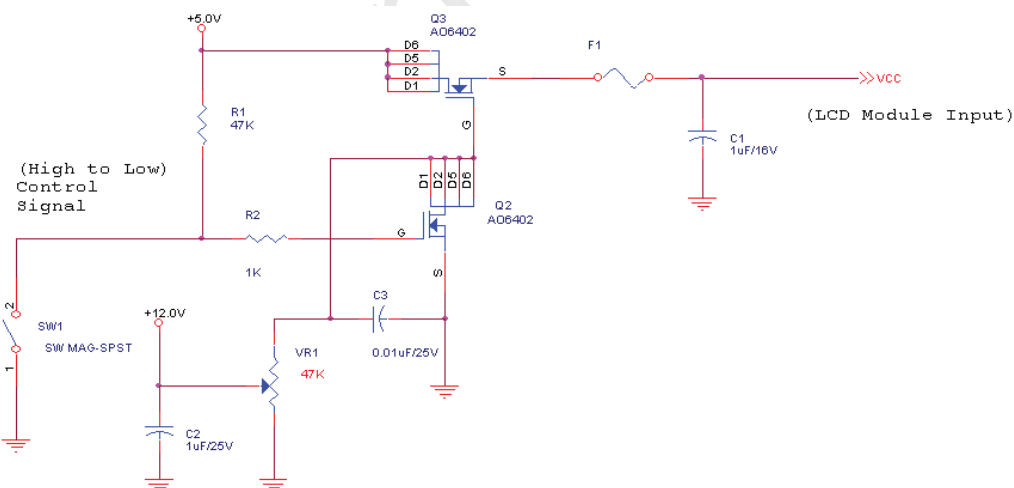 +5.0V
Q3
AO6402
D6
D5
D2
D1
S
G
F1
VCC
(LCD Module Input)
R1
47K
C1
1uF/16V
(High to Low)
Control
Signal
D1
D2
D5
D6
Q2
AO6402
R2
G
1K
S
2
SW1
SW MAG-SPST
1
+12.0V
C3
0.01uF/25V
VR1
47K
C2
1uF/25V